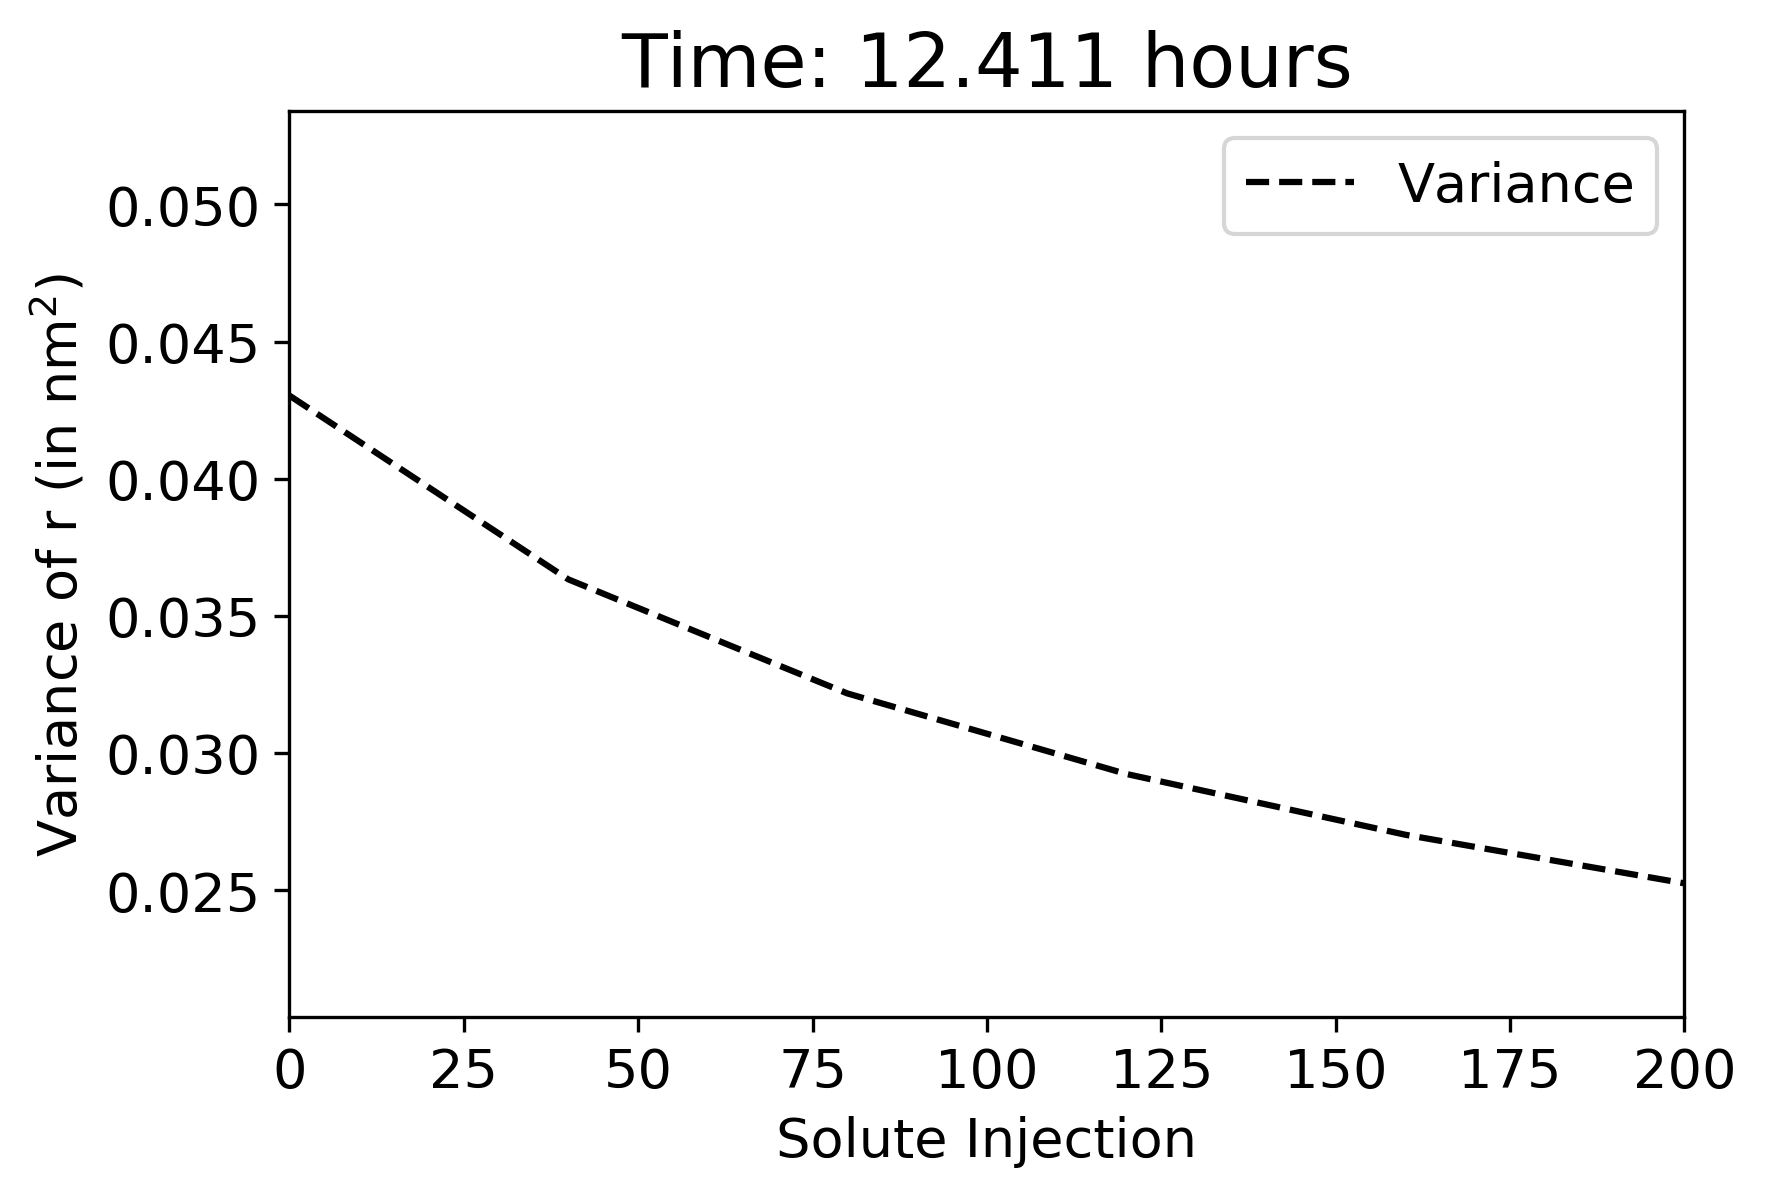 Time: 12.411 hours
Variance
Variance of r (in nm²)
0.050
0.045
0.040
0.035
0.030
0.025
0 25 50 75 100 125 150 175 200
Solute Injection